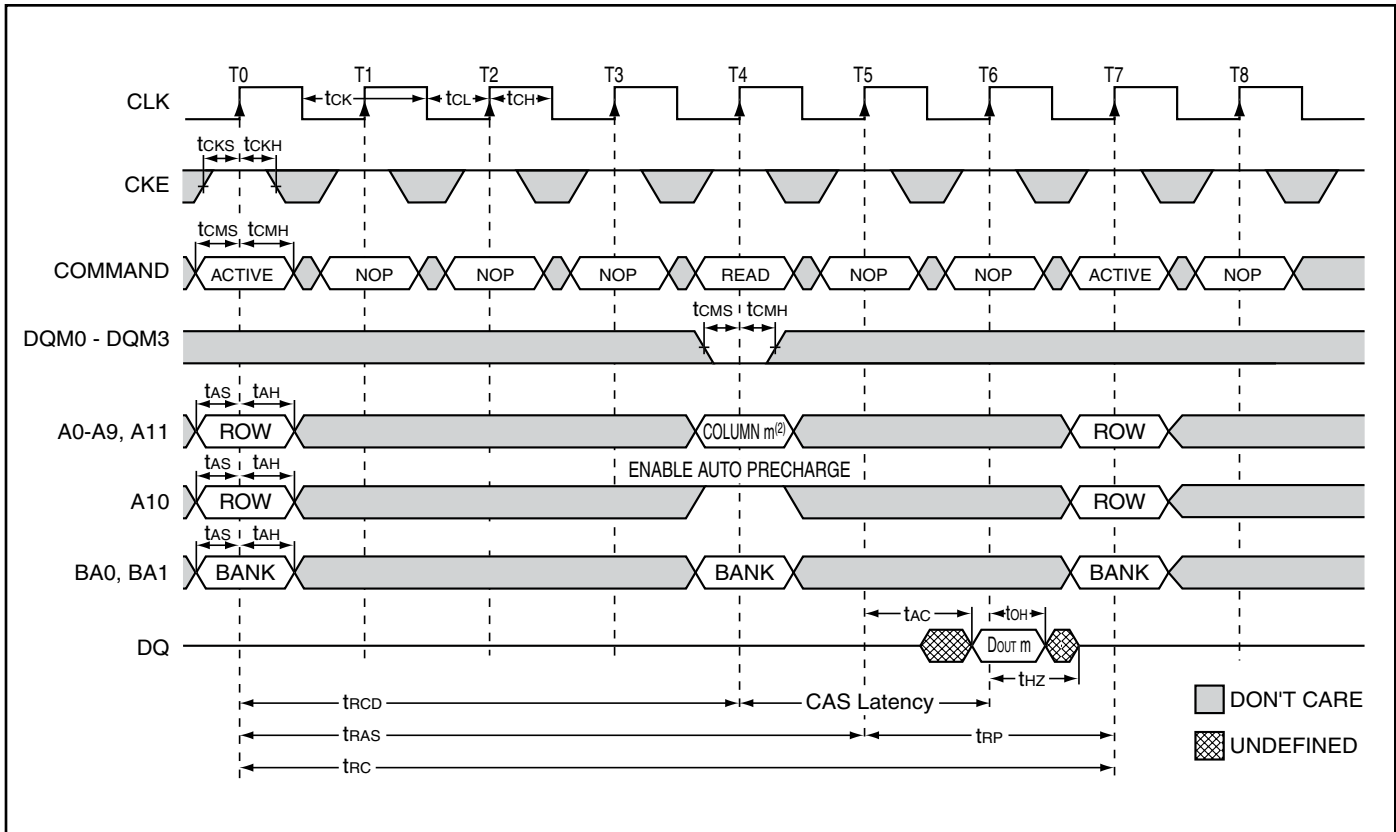 T0 T1 T2 T3 T4 T5 T6 T7 T8
CLK tCK tCL tCH
tCKS tCKH
CKE
tCMS tCMH
COMMAND ACTIVE NOP NOP NOP READ NOP NOP ACTIVE NOP
tCMS tCMH
DQM0 - DQM3
tAS tAH
A0-A9, A11 ROW COLUMN m(2) ROW
tAS tAH ENABLE AUTO PRECHARGE
A10 ROW ROW
tAS tAH
BA0, BA1 BANK BANK BANK
tAC tOH
DQ DOUT m
tHZ
tRCD CAS Latency DON'T CARE
tRAS tRP UNDEFINED
tRC